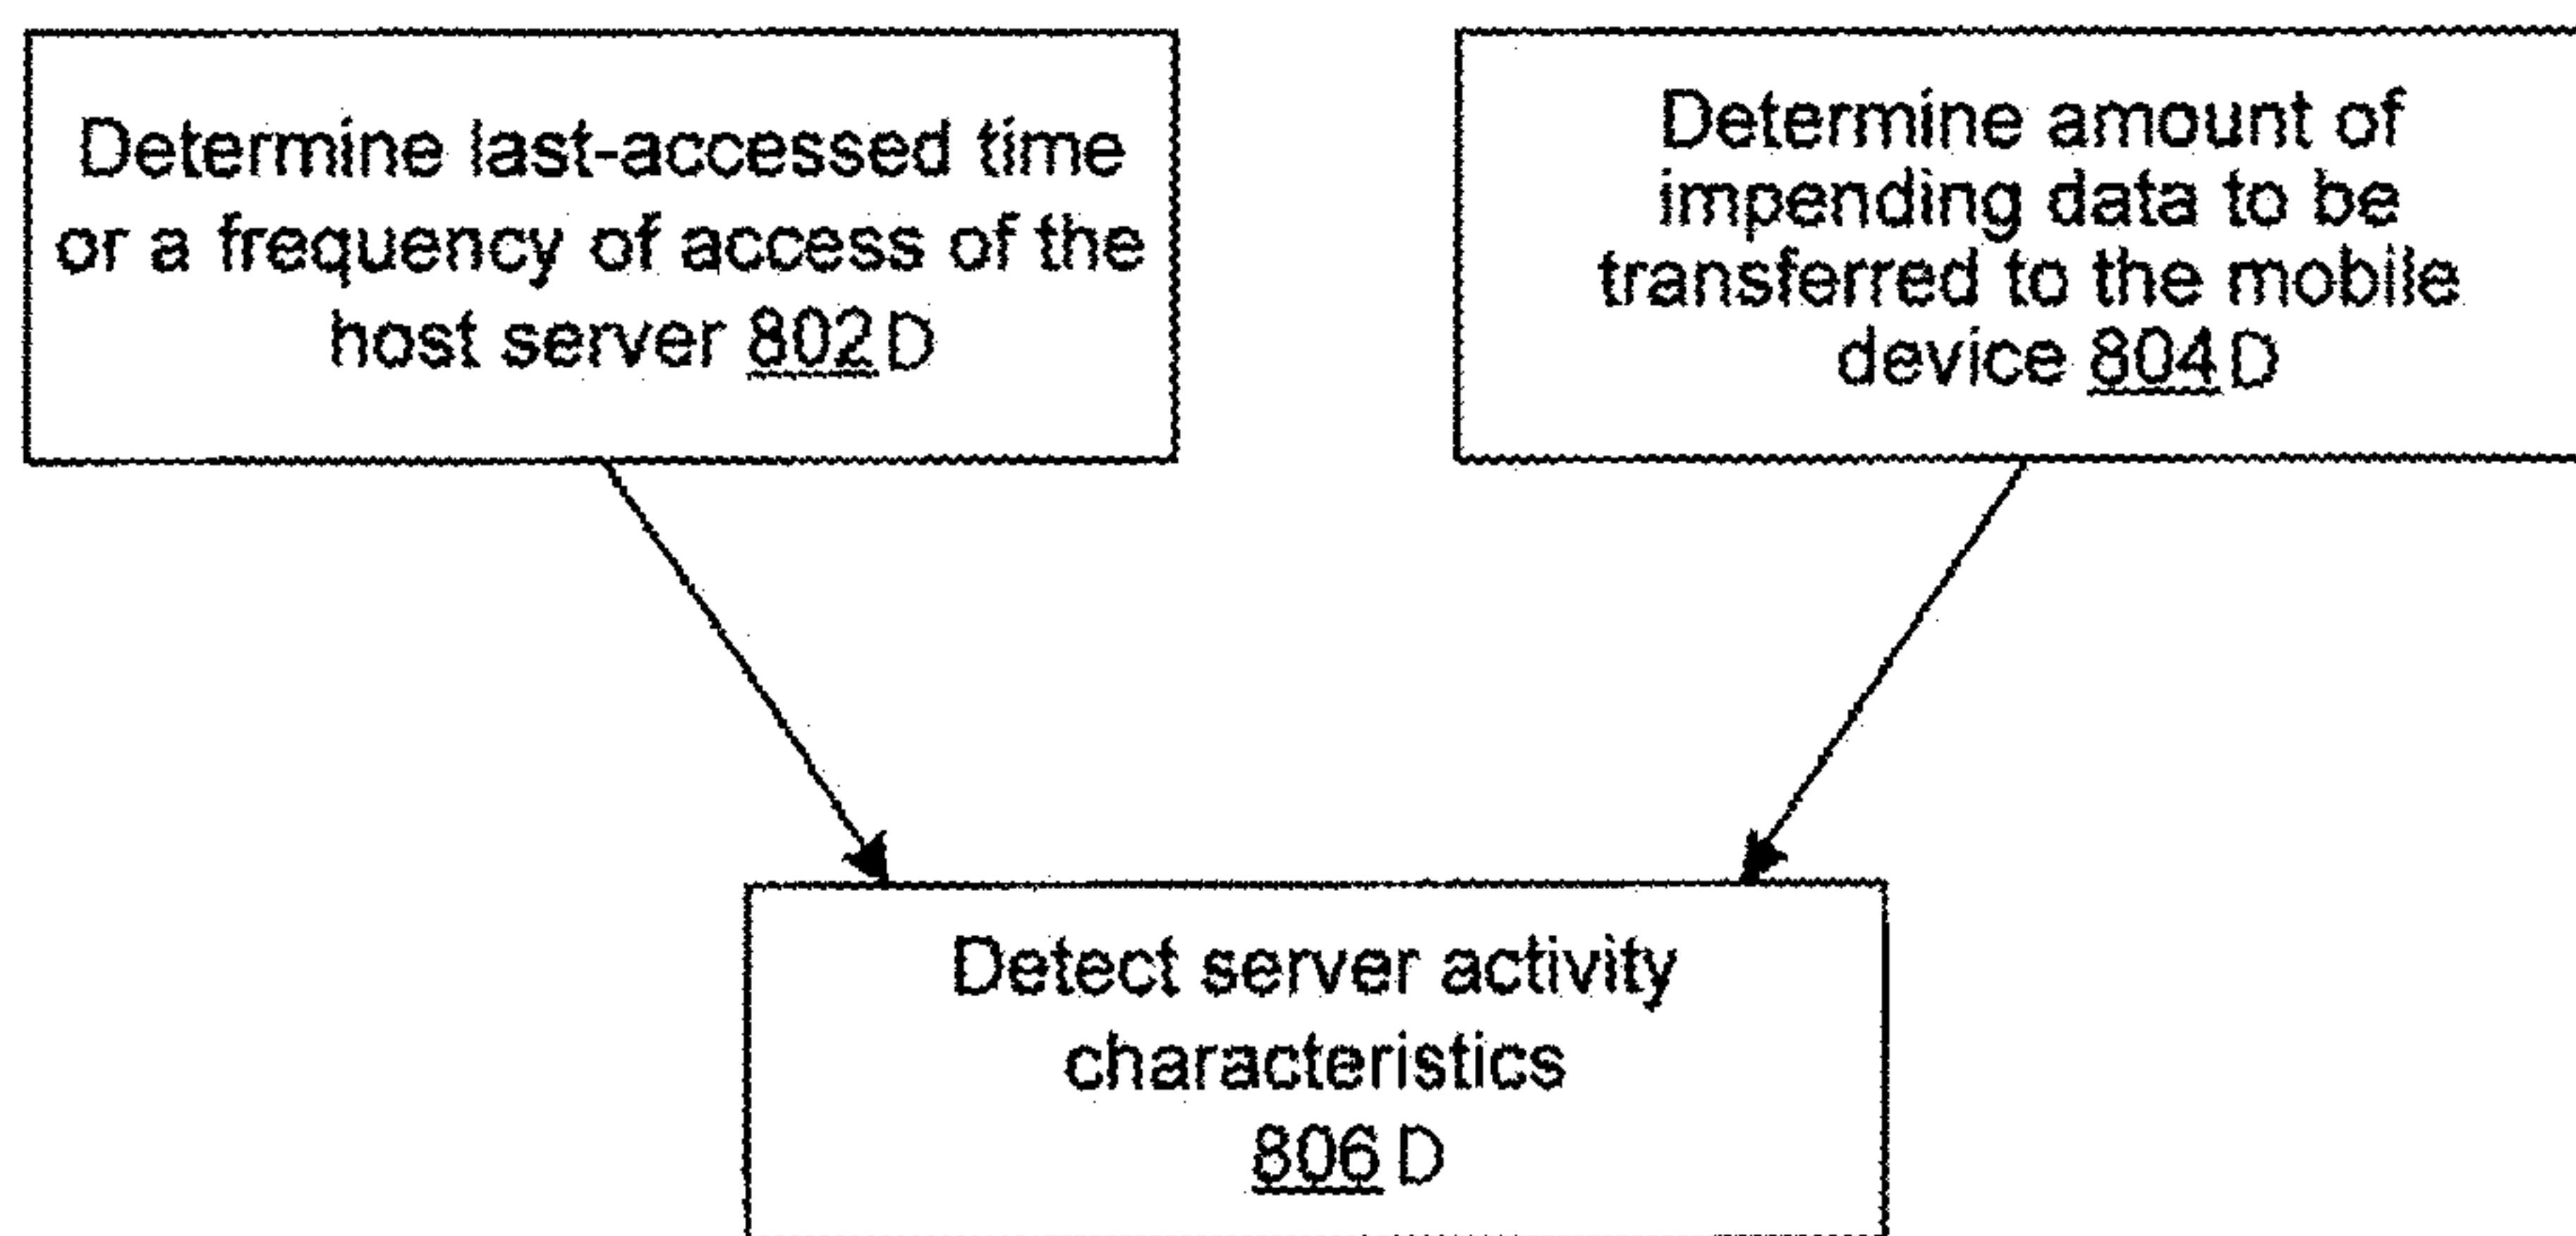 Determine last-accessed time
or a frequency of access of the
host server 802D
Determine amount of
impending data to be
transferred to the mobile
device 804D
Detect server activity
characteristics
806D